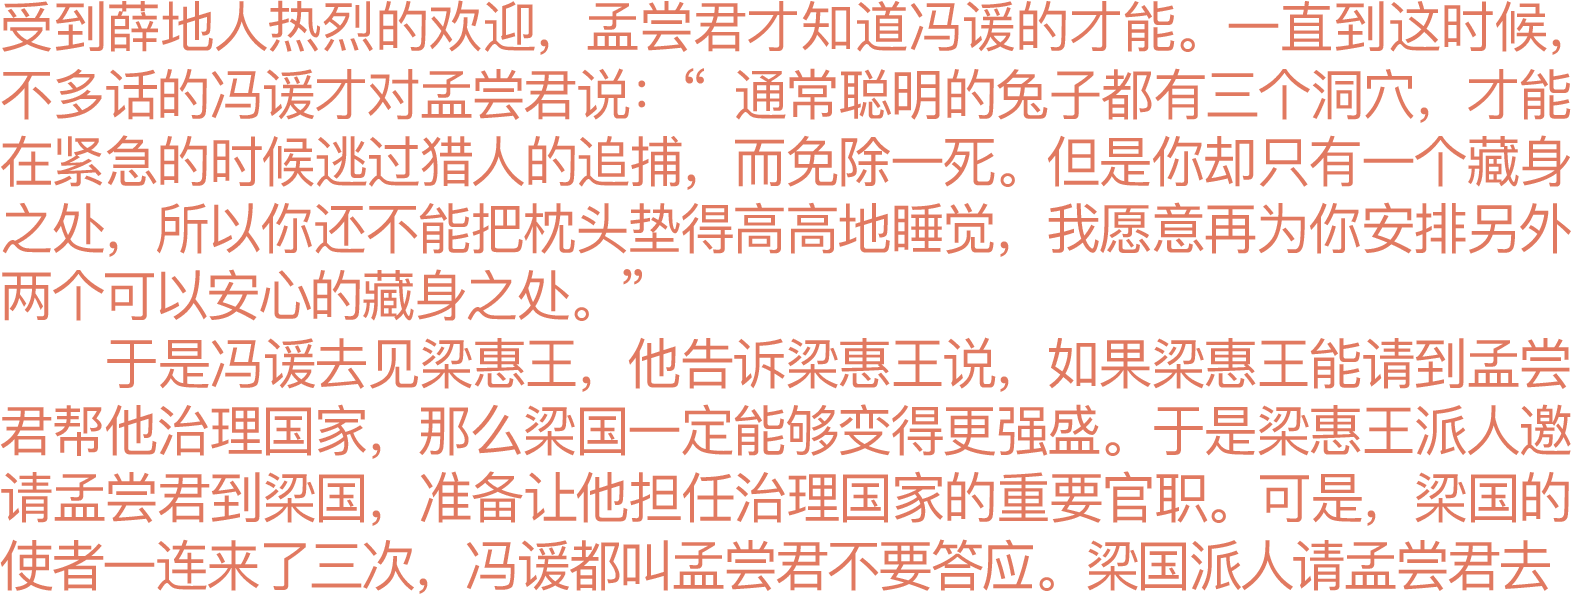 受到薛地人热烈的欢迎，孟尝君才知道冯谖的才能。一直到这时候，
不多话的冯谖才对孟尝君说：“通常聪明的兔子都有三个洞穴，才能
在紧急的时候逃过猎人的追捕，而免除一死。但是你却只有一个藏身
之处，所以你还不能把枕头垫得高高地睡觉，我愿意再为你安排另外
两个可以安心的藏身之处。”
于是冯谖去见梁惠王，他告诉梁惠王说，如果梁惠王能请到孟尝
君帮他治理国家，那么梁国一定能够变得更强盛。于是梁惠王派人邀
请孟尝君到梁国，准备让他担任治理国家的重要官职。可是，梁国的
使者一连来了三次，冯谖都叫孟尝君不要答应。梁国派人请孟尝君去